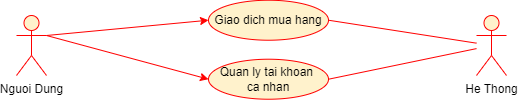 Giao dich mua hang
Quan ly tai khoan
ca nhan
Nguoi Dung
He Thong